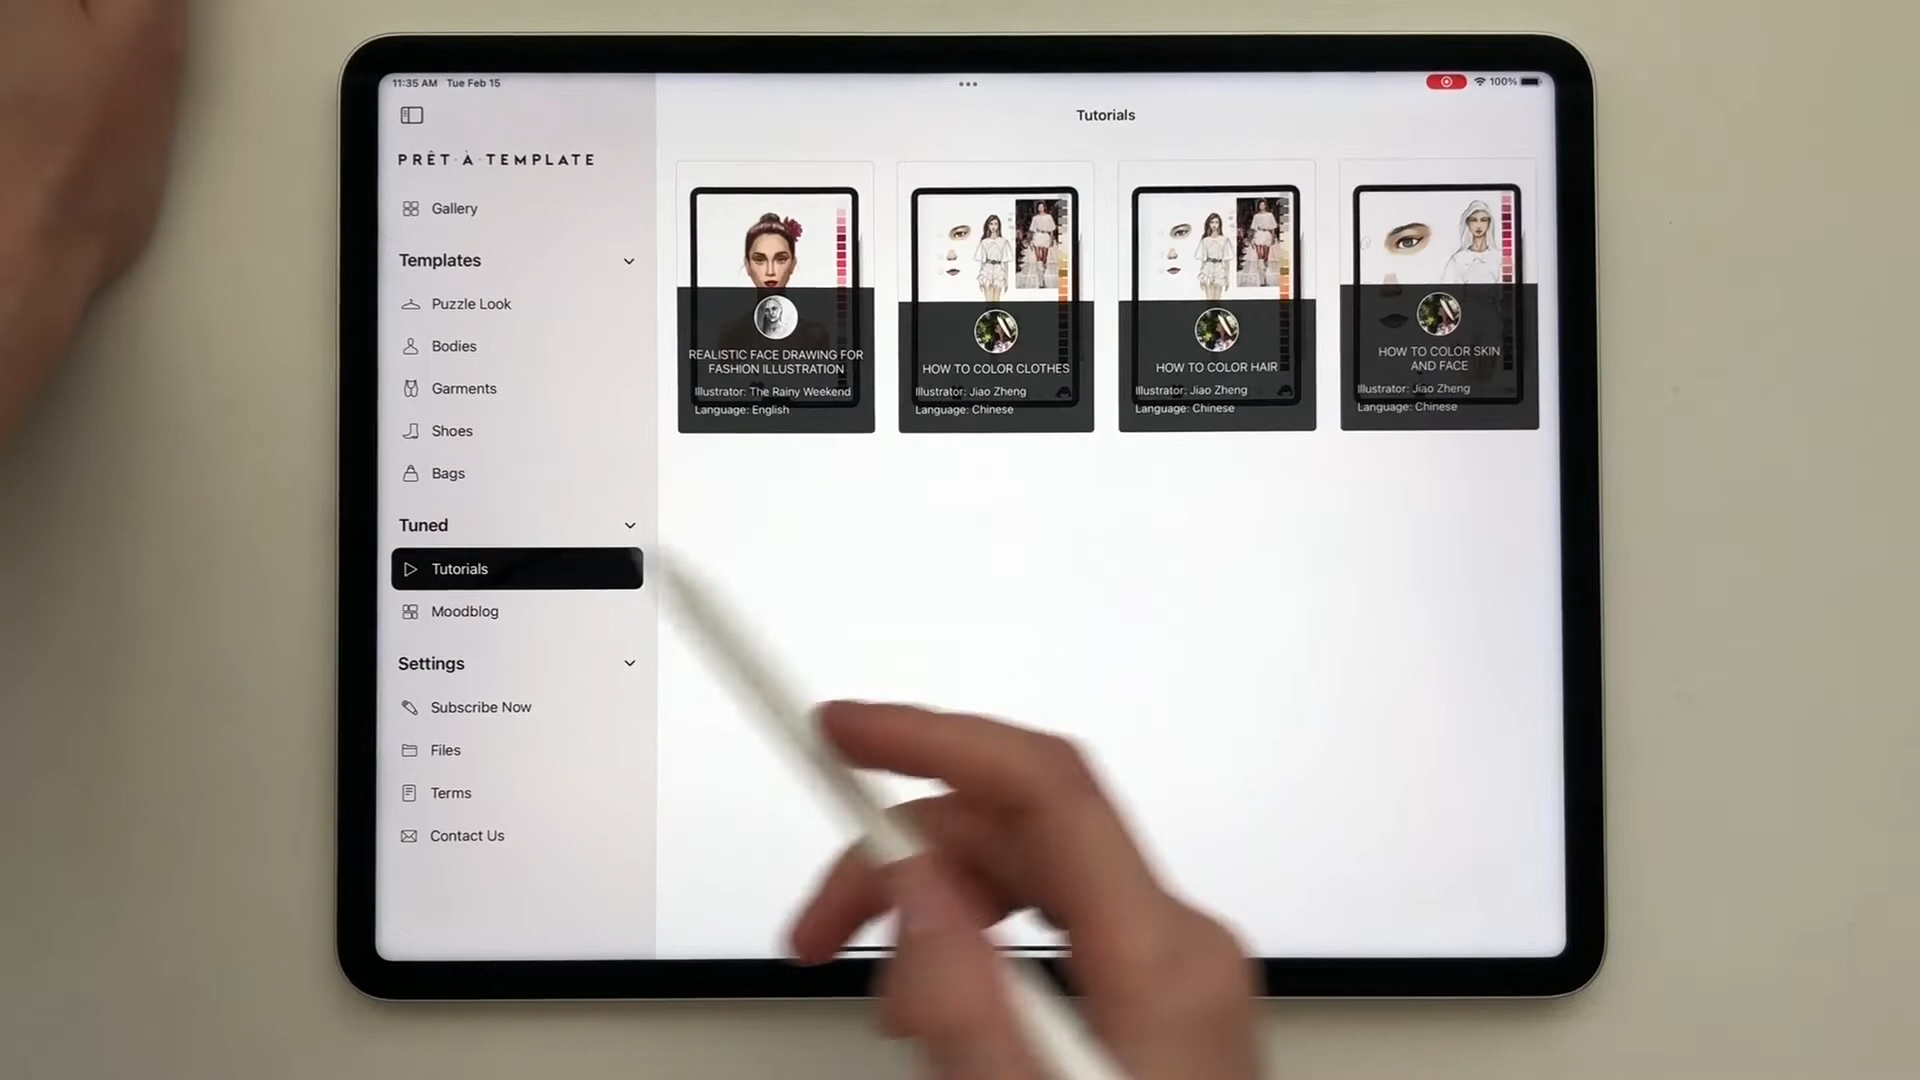 11:35 AM Tue Feb 15
100%
Tutorials
PRÊT·À·TEMPLATE
Gallery
Templates
Puzzle Look
Bodies
Garments
Shoes
Bags
Tuned
Tutorials
Moodblog
Settings
Subscribe Now
Files
Terms
Contact Us
REALISTIC FACE DRAWING FOR
FASHION ILLUSTRATION
Illustrator: The Rainy Weekend
Language: English
HOW TO COLOR CLOTHES
Illustrator: Jiao Zheng
Language: Chinese
HOW TO COLOR HAIR
Illustrator: Jiao Zheng
Language: Chinese
HOW TO COLOR SKIN
AND FACE
Illustrator: Jiao Zheng
Language: Chinese